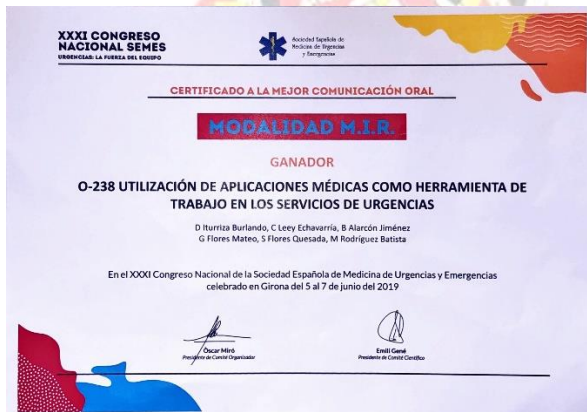 XXXI CONGRESO
NACIONAL SEMES
URGENCIAS: LA FUERZA DEL EQUIPO
Sociedad Española de
Medicina de Urgencias
y Emergencias
CERTIFICADO A LA MEJOR COMUNICACIÓN ORAL
MODALIDAD M.I.R.
GANADOR
O-238 UTILIZACIÓN DE APLICACIONES MÉDICAS COMO HERRAMIENTA DE
TRABAJO EN LOS SERVICIOS DE URGENCIAS
D Iturriza Burlando, C Leey Echavarría, B Alarcón Jiménez
G Flores Mateo, S Flores Quesada, M Rodríguez Batista
En el XXXI Congreso Nacional de la Sociedad Española de Medicina de Urgencias y Emergencias
celebrado en Girona del 5 al 7 de junio del 2019
Òscar Miró
Presidente de Comité Organizador
Emili Gené
Presidente de Comité Científico